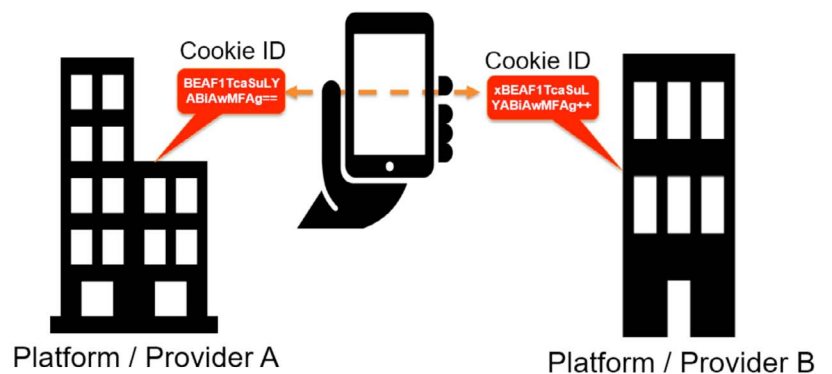 Cookie ID
BEAF1TcaSuLY
ABiAwMFAg==
Cookie ID
xBEAF1TcaSuL
YABiAwMFAg++
Platform / Provider A
Platform / Provider B